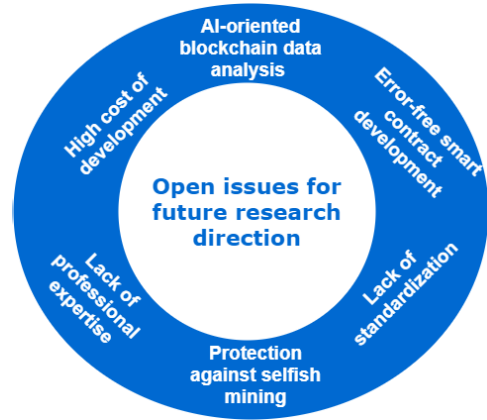 AI-oriented
blockchain data
analysis
Error-free smart
contract
development
Lack of
standardization
Protection
against selfish
mining
Lack of
professional
expertise
High cost of
development
Open issues for
future research
direction